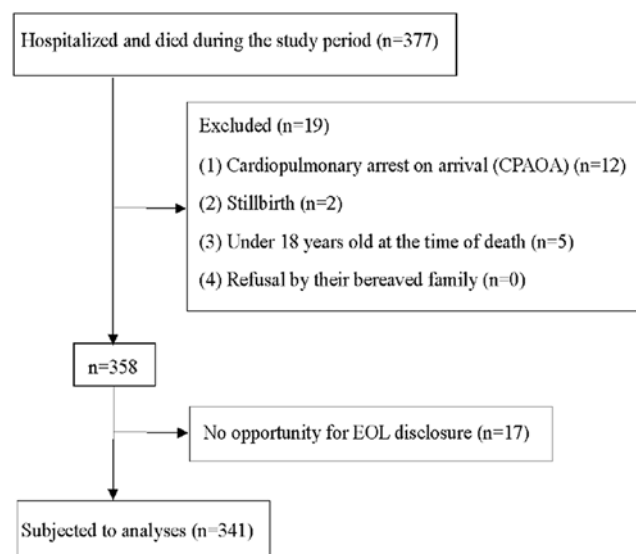 Hospitalized and died during the study period (n=377)
Excluded (n=19)
(1) Cardiopulmonary arrest on arrival (CPAOA) (n=12)
(2) Stillbirth (n=2)
(3) Under 18 years old at the time of death (n=5)
(4) Refusal by their bereaved family (n=0)
n=358
No opportunity for EOL disclosure (n=17)
Subjected to analyses (n=341)